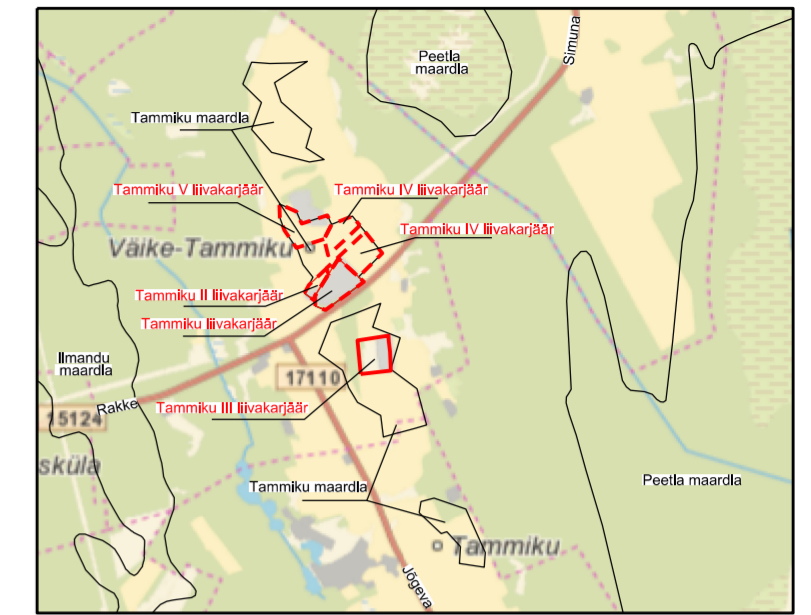 Simuna
Peetla
maardla
Tammiku maardla
Tammiku V liivakarjäär
Tammiku IV liivakarjäär
Tammiku IV liivakarjäär
Väike-Tammiku
Tammiku II liivakarjäär
Tammiku liivakarjäär
Ilmandu
maardla
17110
Rakke
15124
Tammiku III liivakarjäär
sküla
Tammiku maardla
Peetla maardla
Tammiku
Jõgeva